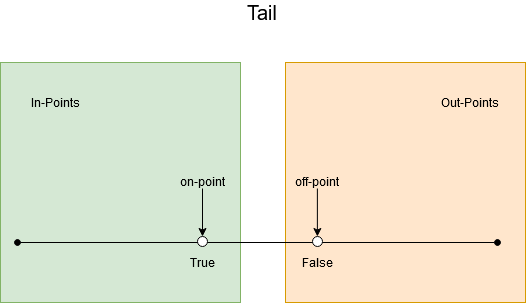 Tail
In-Points
Out-Points
on-point
off-point
True
False